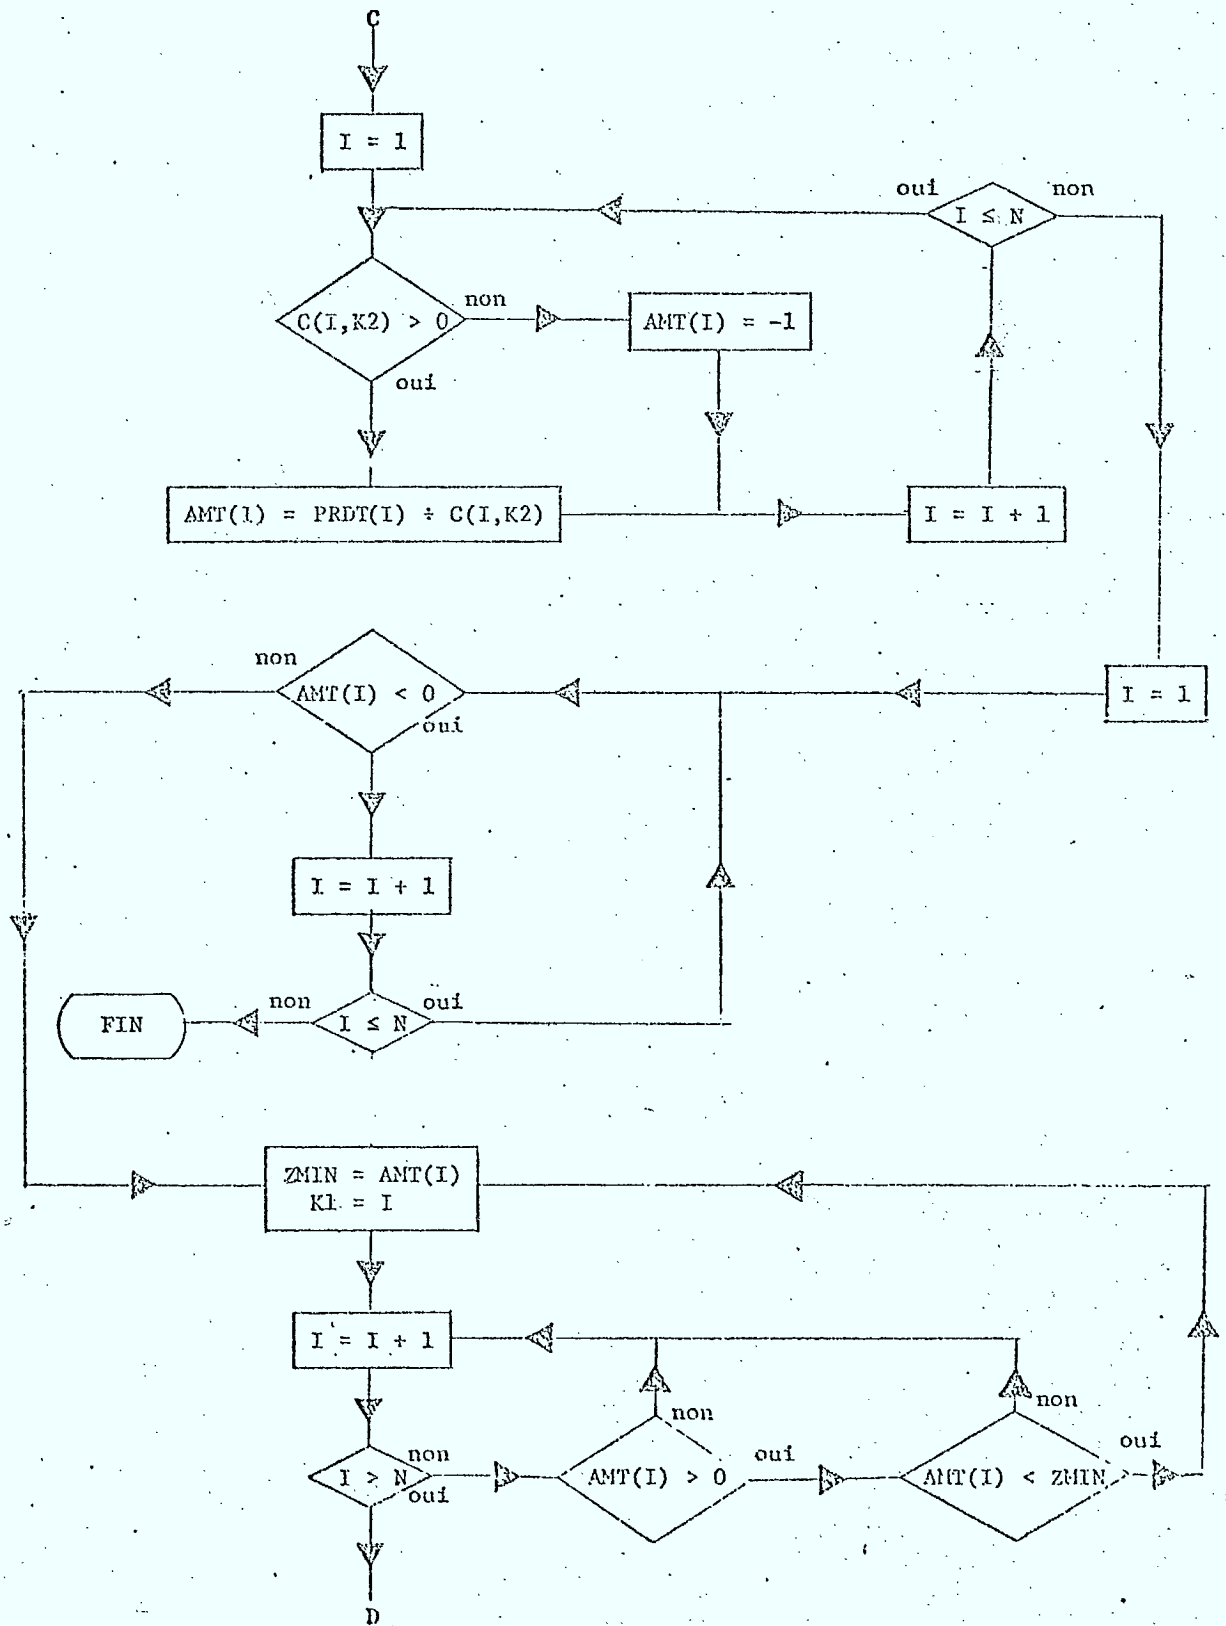 C
I = 1
oui
non
I ≤ N
C(I,K2) > 0
non
AMT(I) = -1
oui
AMT(1) = PRDT(I) ÷ C(I,K2)
I = I + 1
non
AMT(I) < 0
oui
I = 1
I = I + 1
FIN
non
I ≤ N
oui
ZMIN = AMT(I)
K1 = I
I = I + 1
non
I > N
oui
non
AMT(I) > 0
oui
non
AMT(I) < ZMIN
oui
D